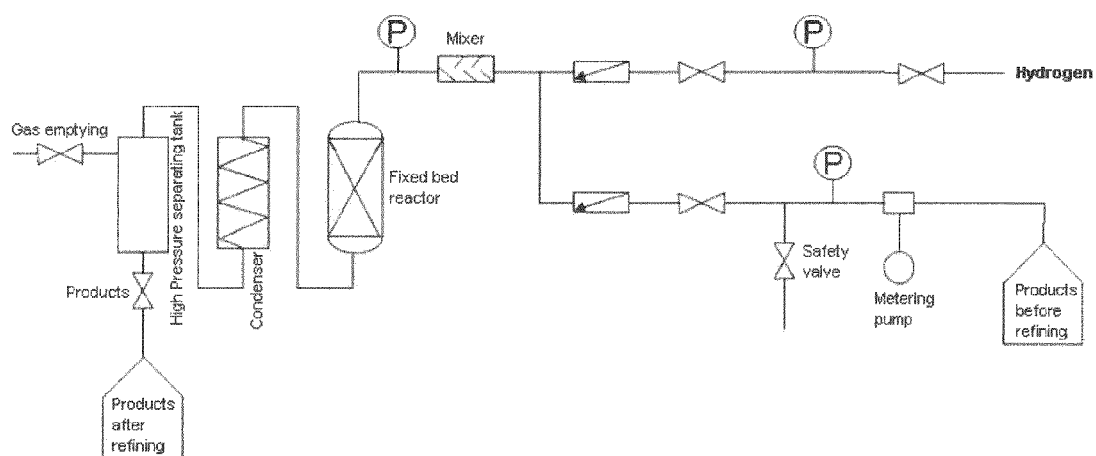 P
Mixer
P
Hydrogen
Gas emptying
High Pressure separating tank
Condenser
Fixed bed
reactor
P
Safety
valve
Metering
pump
Products
before
refining
Products
Products
after
refining